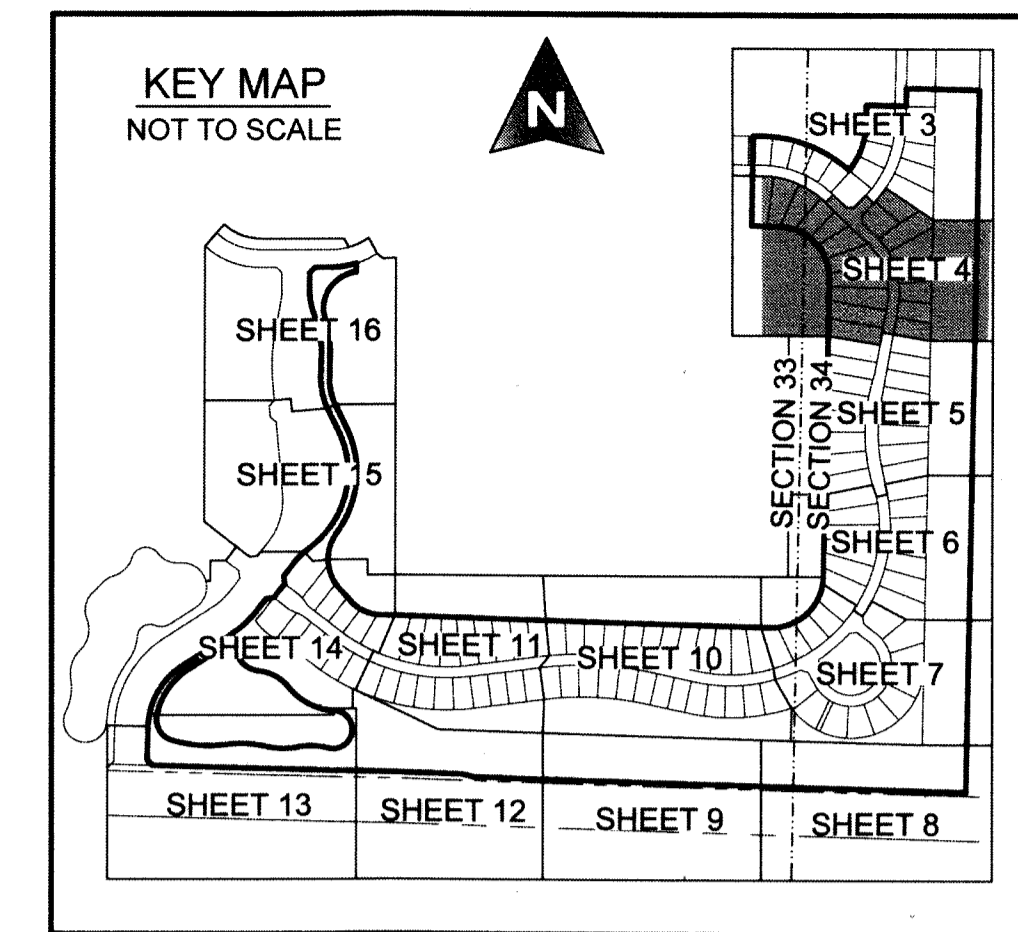 KEY MAP
NOT TO SCALE
N
SHEET 3
SHEET 4
SHEET 16
SECTION 33
SECTION 34
SHEET 5
SHEET 15
SHEET 6
SHEET 14
SHEET 11
SHEET 10
SHEET 7
SHEET 13
SHEET 12
SHEET 9
SHEET 8